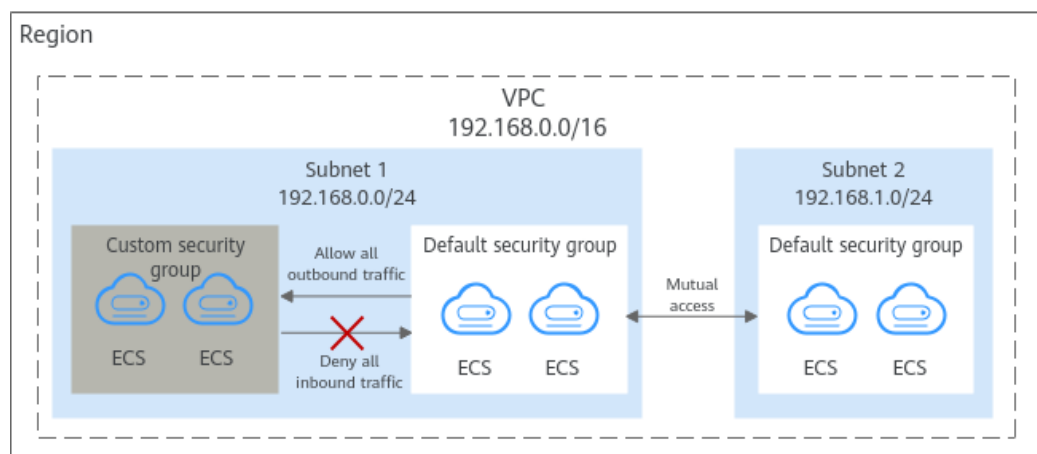 Region
VPC
192.168.0.0/16
Subnet 1
192.168.0.0/24
Custom security
group
ECS
ECS
Allow all
outbound traffic
Deny all
inbound traffic
Default security group
ECS
ECS
Mutual
access
Subnet 2
192.168.1.0/24
Default security group
ECS
ECS